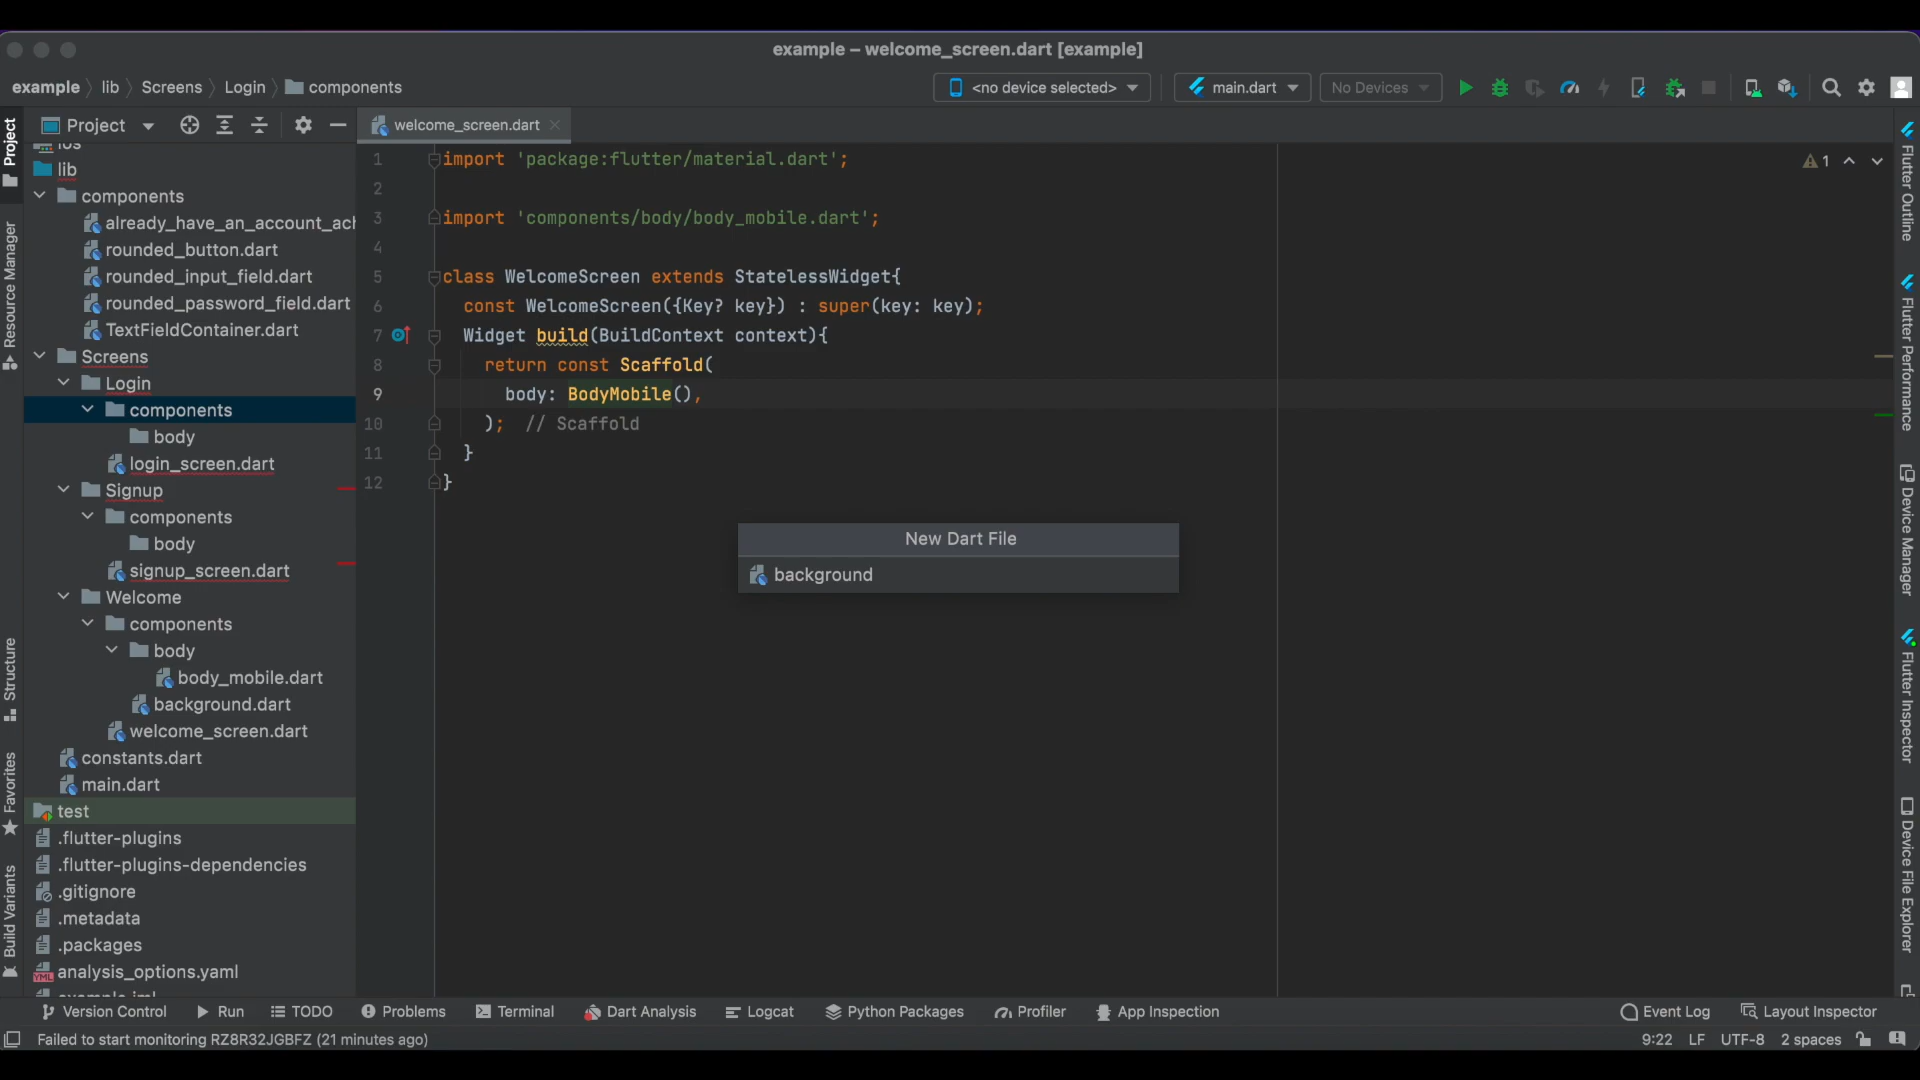 example – welcome_screen.dart [example]
example lib Screens Login components
<no device selected> main.dart No Devices
Project
welcome_screen.dart
ios
lib
components
already_have_an_account_ach
rounded_button.dart
rounded_input_field.dart
rounded_password_field.dart
TextFieldContainer.dart
Screens
Login
components
body
login_screen.dart
Signup
components
body
signup_screen.dart
Welcome
components
body
body_mobile.dart
background.dart
welcome_screen.dart
constants.dart
main.dart
test
.flutter-plugins
.flutter-plugins-dependencies
.gitignore
.metadata
.packages
analysis_options.yaml
example.iml
1 import 'package:flutter/material.dart';
2
3 import 'components/body/body_mobile.dart';
4
5 class WelcomeScreen extends StatelessWidget{
6 const WelcomeScreen({Key? key}) : super(key: key);
7 Widget build(BuildContext context){
8 return const Scaffold(
9 body: BodyMobile(),
10 ); // Scaffold
11 }
12 }
1
New Dart File
background
Project
Resource Manager
Structure
Favorites
Build Variants
Flutter Outline
Flutter Performance
Device Manager
Flutter Inspector
Device File Explorer
Version Control Run TODO Problems Terminal Dart Analysis Logcat Python Packages Profiler App Inspection Event Log Layout Inspector
Failed to start monitoring RZ8R32JGBFZ (21 minutes ago) 9:22 LF UTF-8 2 spaces